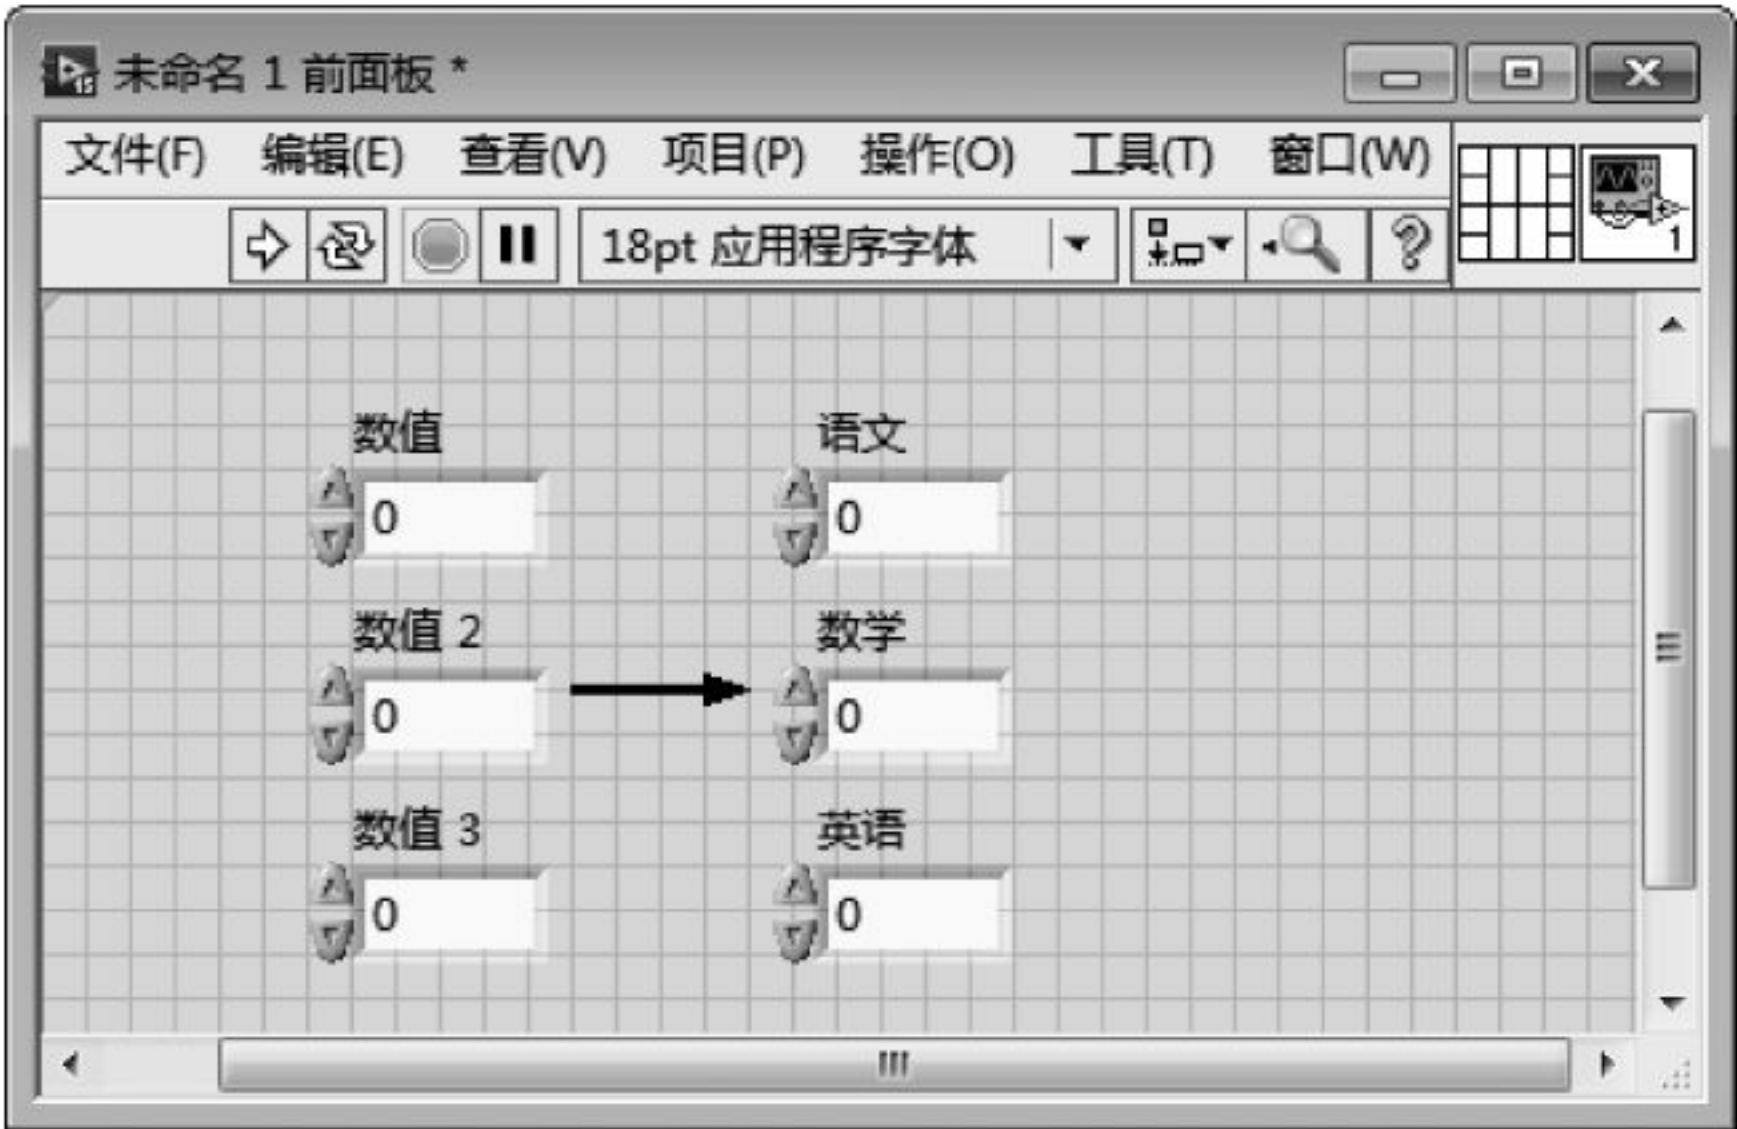 未命名 1 前面板 *
文件(F) 编辑(E) 查看(V) 项目(P) 操作(O) 工具(T) 窗口(W)
18pt 应用程序字体
1
数值 语文
0 0
数值 2 数学
0 0
数值 3 英语
0 0